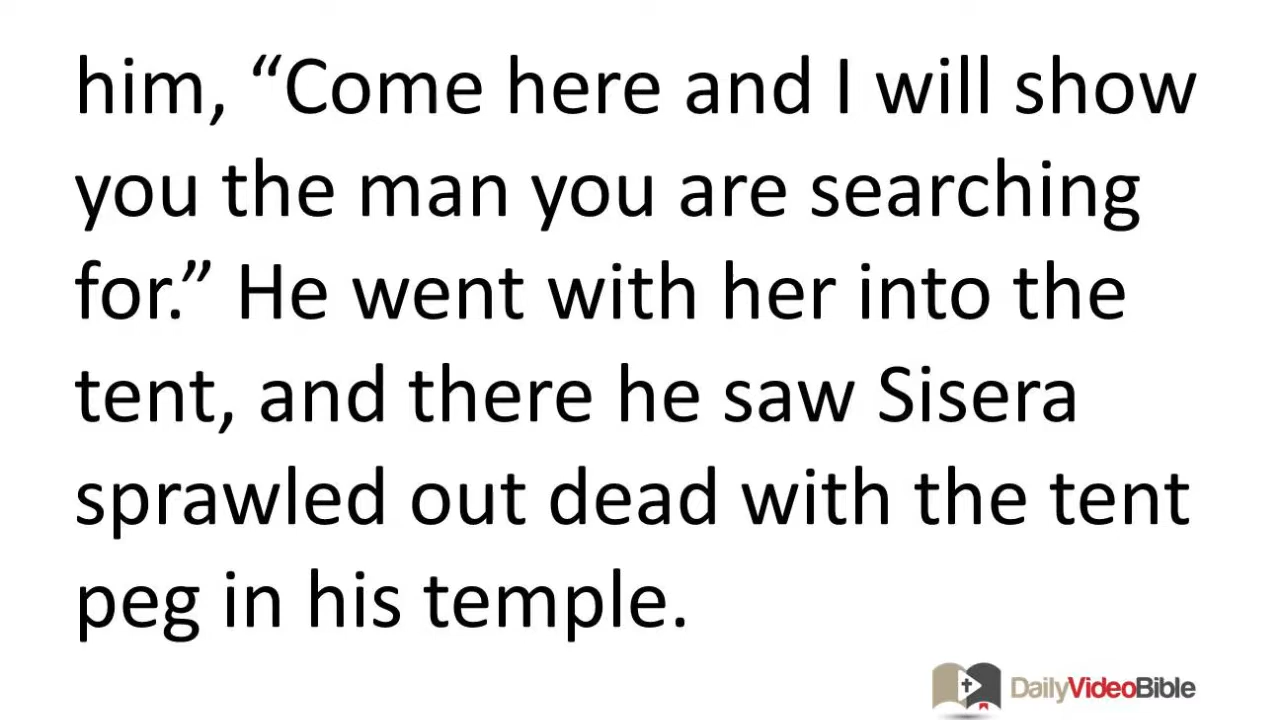 him, “Come here and I will show
you the man you are searching
for.” He went with her into the
tent, and there he saw Sisera
sprawled out dead with the tent
peg in his temple.
DailyVideoBible